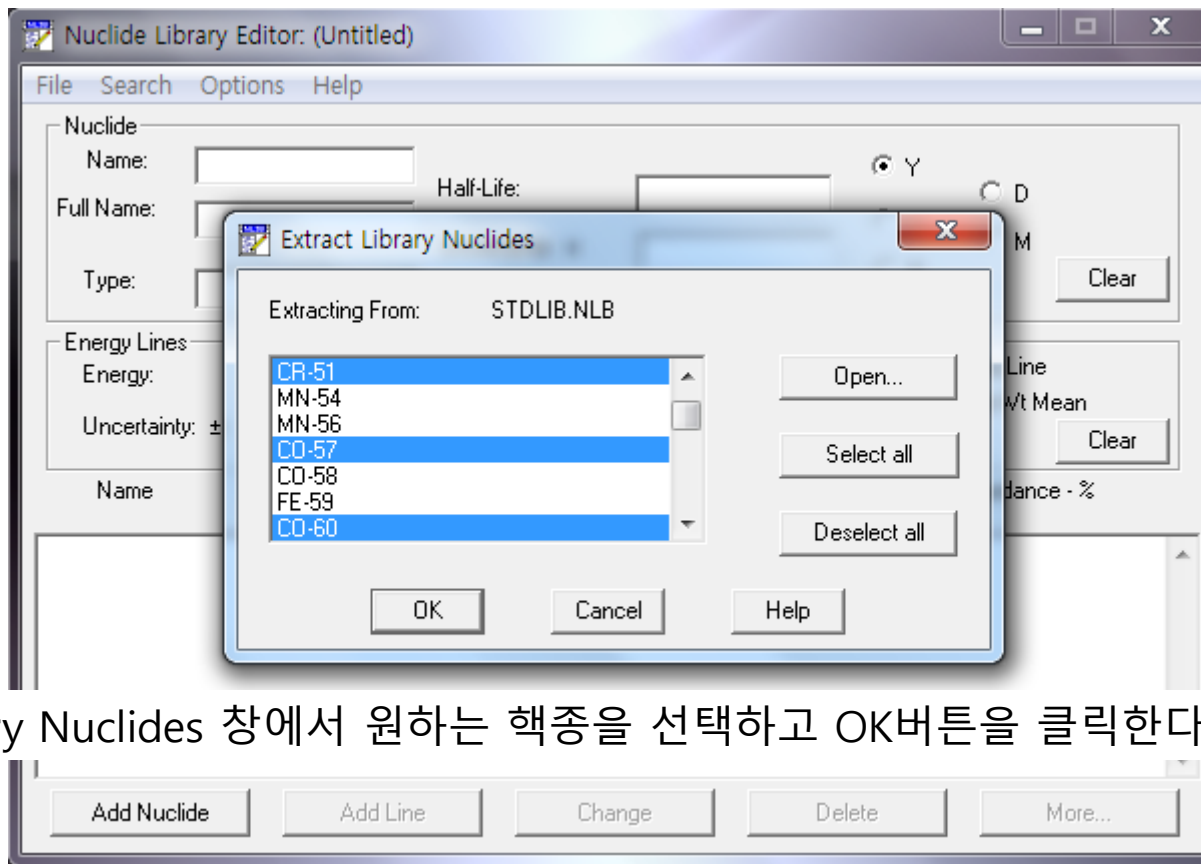 Nuclide Library Editor: (Untitled)
File Search Options Help
Nuclide
Name:
Half-Life:
Y
D
Full Name:
M
Type:
Clear
Extract Library Nuclides
Extracting From: STDLIB.NLB
CR-51
MN-54
MN-56
CO-57
CO-58
FE-59
CO-60
Open...
Select all
Deselect all
OK Cancel Help
Energy Lines
Energy:
Line
Uncertainty: ±
Wt Mean
Clear
Name
dance - %
y Nuclides 창에서 원하는 핵종을 선택하고 OK버튼을 클릭한다
Add Nuclide Add Line Change Delete More...